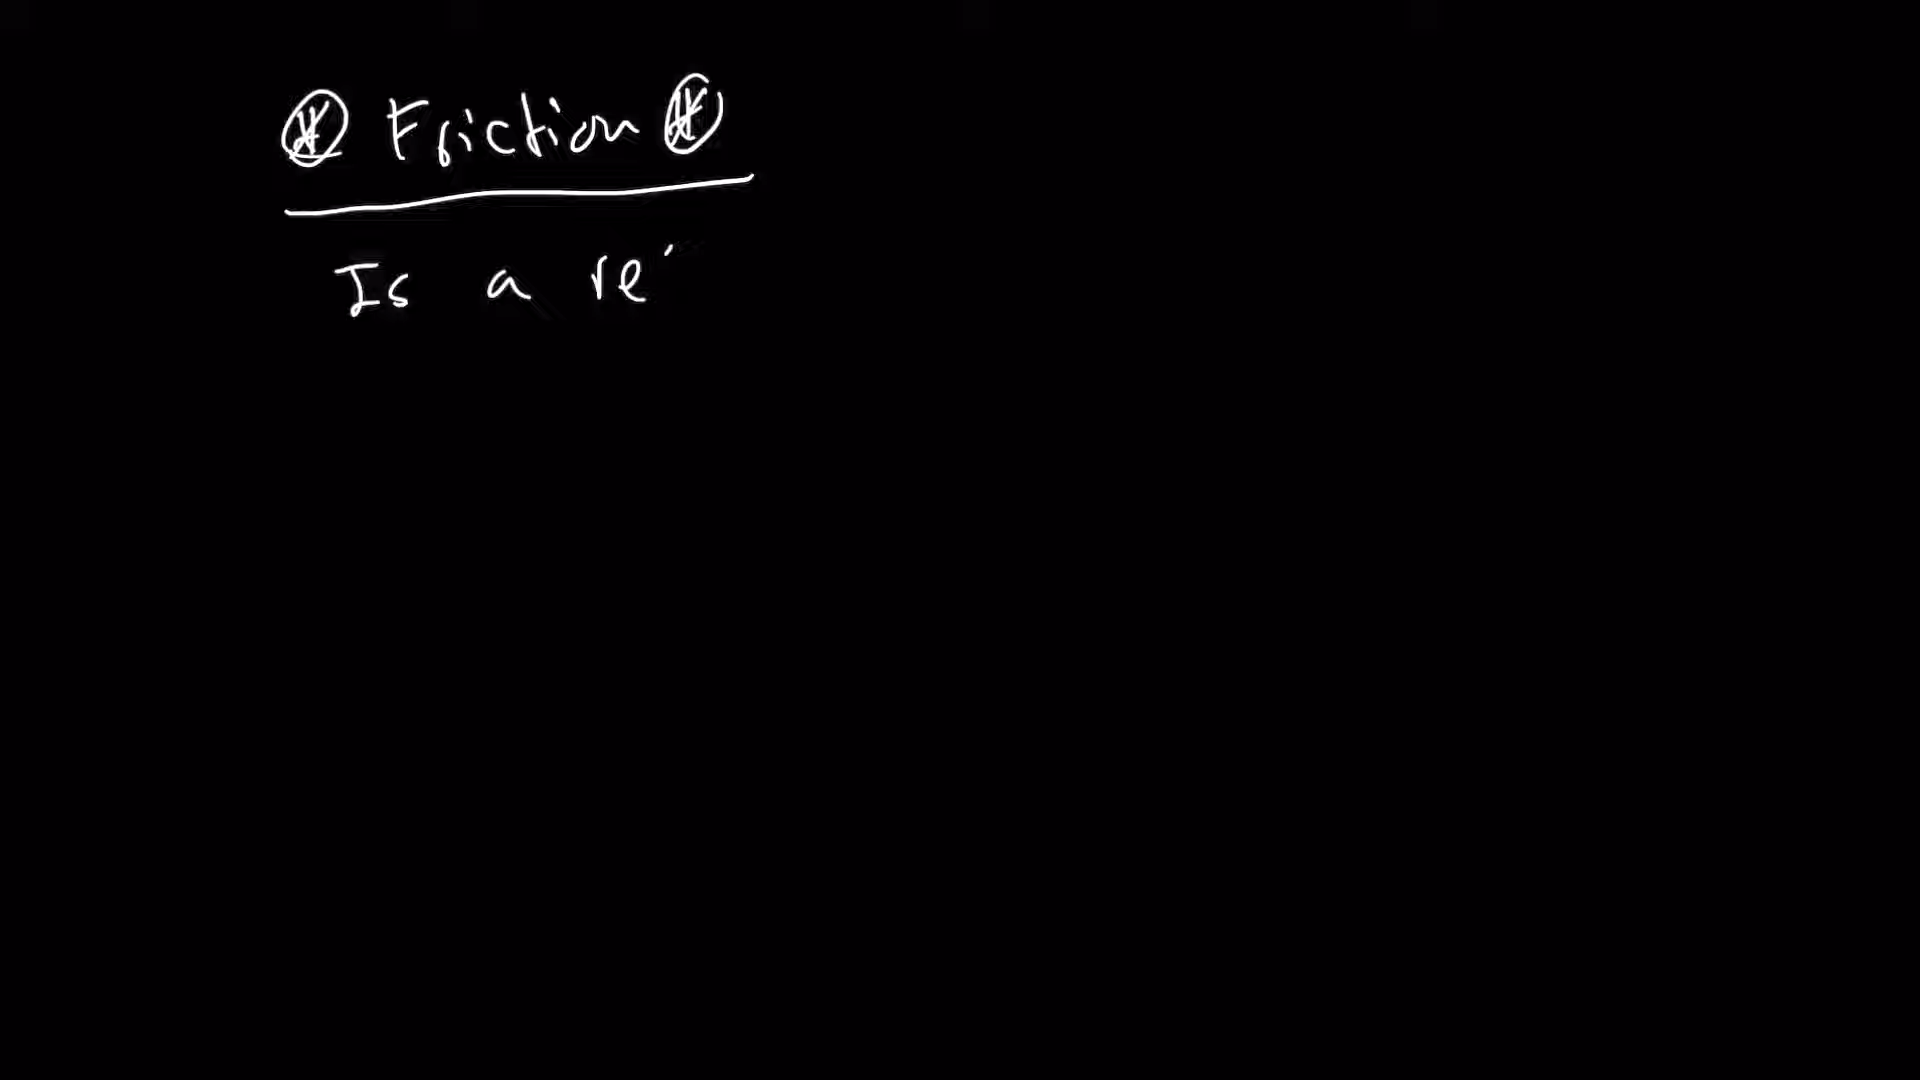 ⊛ Friction ⊛
Is a re